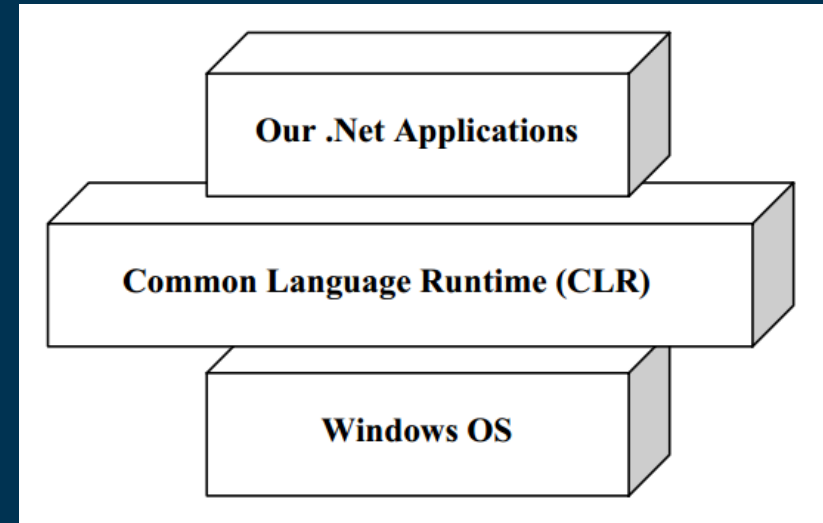 Our .Net Applications
Common Language Runtime (CLR)
Windows OS